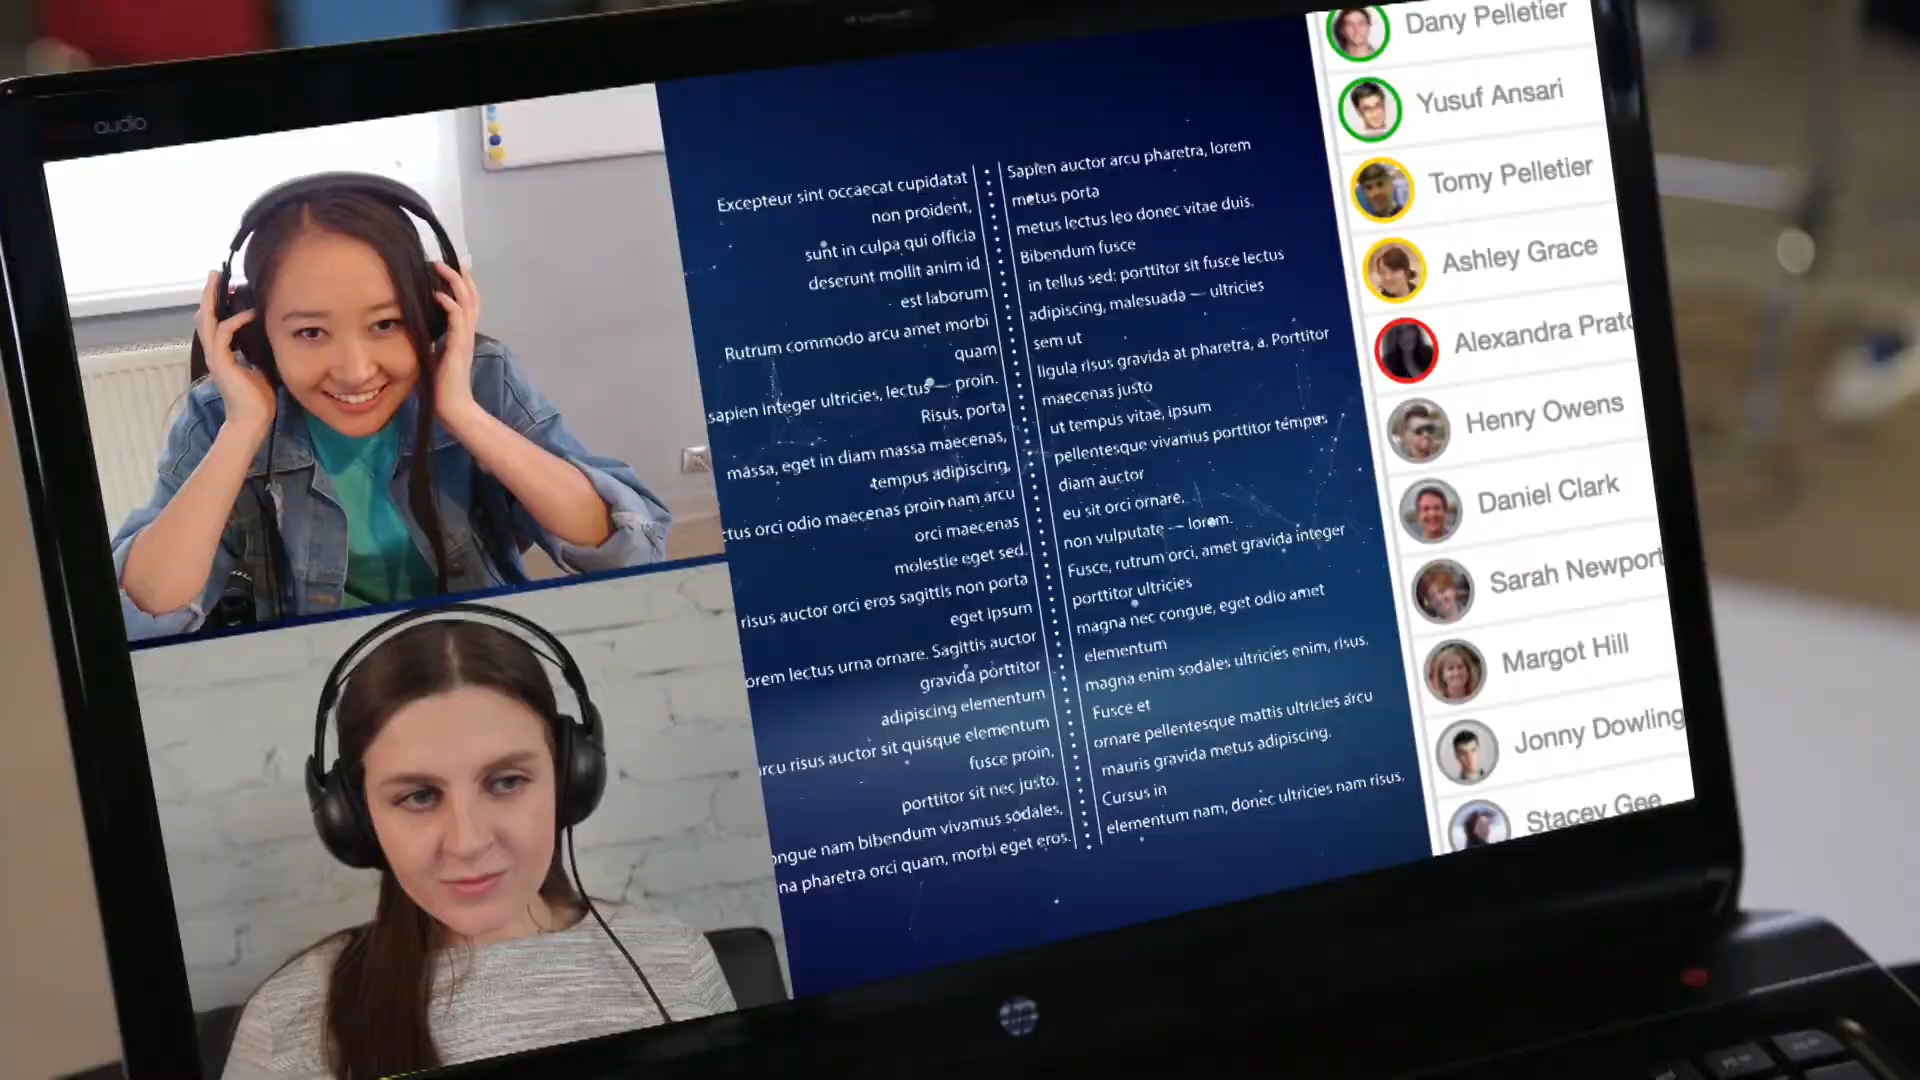 audio
Excepteur sint occaecat cupidatat
non proident,
sunt in culpa qui officia
deserunt mollit anim id
est laborum
Rutrum commodo arcu amet morbi
quam
sapien integer ultricies, lectus — proin.
Risus, porta
massa, eget in diam massa maecenas,
tempus adipiscing,
ctus orci odio maecenas proin nam arcu
orci maecenas
molestie eget sed.
risus auctor orci eros sagittis non porta
eget ipsum
orem lectus urna ornare. Sagittis auctor
gravida porttitor
adipiscing elementum
arcu risus auctor sit quisque elementum
fusce proin,
porttitor sit nec justo.
ongue nam bibendum vivamus sodales,
na pharetra orci quam, morbi eget eros.
Sapien auctor arcu pharetra, lorem
metus porta
metus lectus leo donec vitae duis.
Bibendum fusce
in tellus sed: porttitor sit fusce lectus
adipiscing, malesuada — ultricies
sem ut
ligula risus gravida at pharetra, a. Porttitor
maecenas justo
ut tempus vitae, ipsum
pellentesque vivamus porttitor tempus
diam auctor
eu sit orci ornare.
non vulputate — lorem.
Fusce, rutrum orci, amet gravida integer
porttitor ultricies
magna nec congue, eget odio amet
elementum
magna enim sodales ultricies enim, risus.
Fusce et
ornare pellentesque mattis ultricies arcu
mauris gravida metus adipiscing.
Cursus in
elementum nam, donec ultricies nam risus.
Dany Pelletier
Yusuf Ansari
Tomy Pelletier
Ashley Grace
Alexandra Prato
Henry Owens
Daniel Clark
Sarah Newport
Margot Hill
Jonny Dowling
Stacey Gee
hp